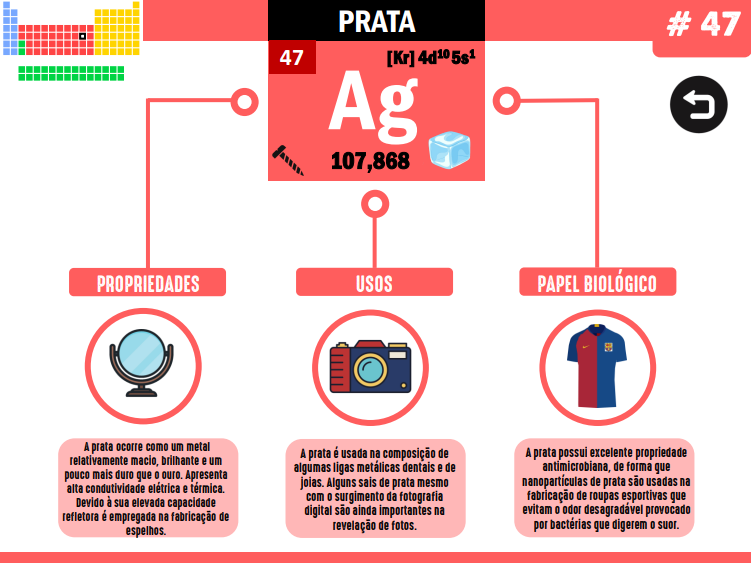 PRATA
# 47
47
[Kr] 4d¹⁰ 5s¹
Ag
107,868
PROPRIEDADES
USOS
PAPEL BIOLÓGICO
A prata ocorre como um metal
relativamente macio, brilhante e um
pouco mais duro que o ouro. Apresenta
alta condutividade elétrica e térmica.
Devido à sua elevada capacidade
refletora é empregada na fabricação de
espelhos.
A prata é usada na composição de
algumas ligas metálicas dentais e de
joias. Alguns sais de prata mesmo
com o surgimento da fotografia
digital são ainda importantes na
revelação de fotos.
A prata possui excelente propriedade
antimicrobiana, de forma que
nanopartículas de prata são usadas na
fabricação de roupas esportivas que
evitam o odor desagradável provocado
por bactérias que digerem o suor.